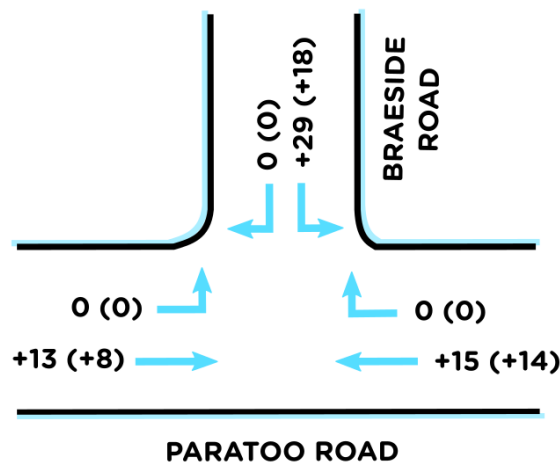 0 (0)
+29 (+18)
BRAESIDE
ROAD
0 (0)
0 (0)
+13 (+8)
+15 (+14)
PARATOO ROAD